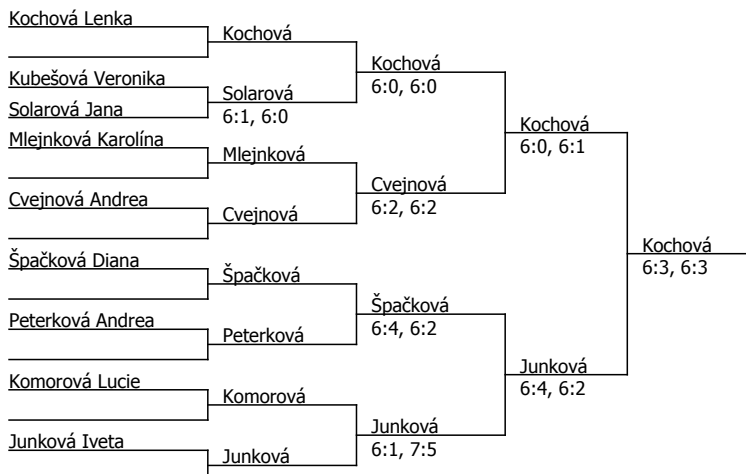 Kochová Lenka
Kubešová Veronika
Solarová Jana
Mlejnková Karolína
Cvejnová Andrea
Špačková Diana
Peterková Andrea
Komorová Lucie
Junková Iveta
Kochová
Solarová
6:1, 6:0
Mlejnková
Cvejnová
Špačková
Peterková
Komorová
Junková
Kochová
6:0, 6:0
Cvejnová
6:2, 6:2
Špačková
6:4, 6:2
Junková
6:1, 7:5
Kochová
6:0, 6:1
Junková
6:4, 6:2
Kochová
6:3, 6:3